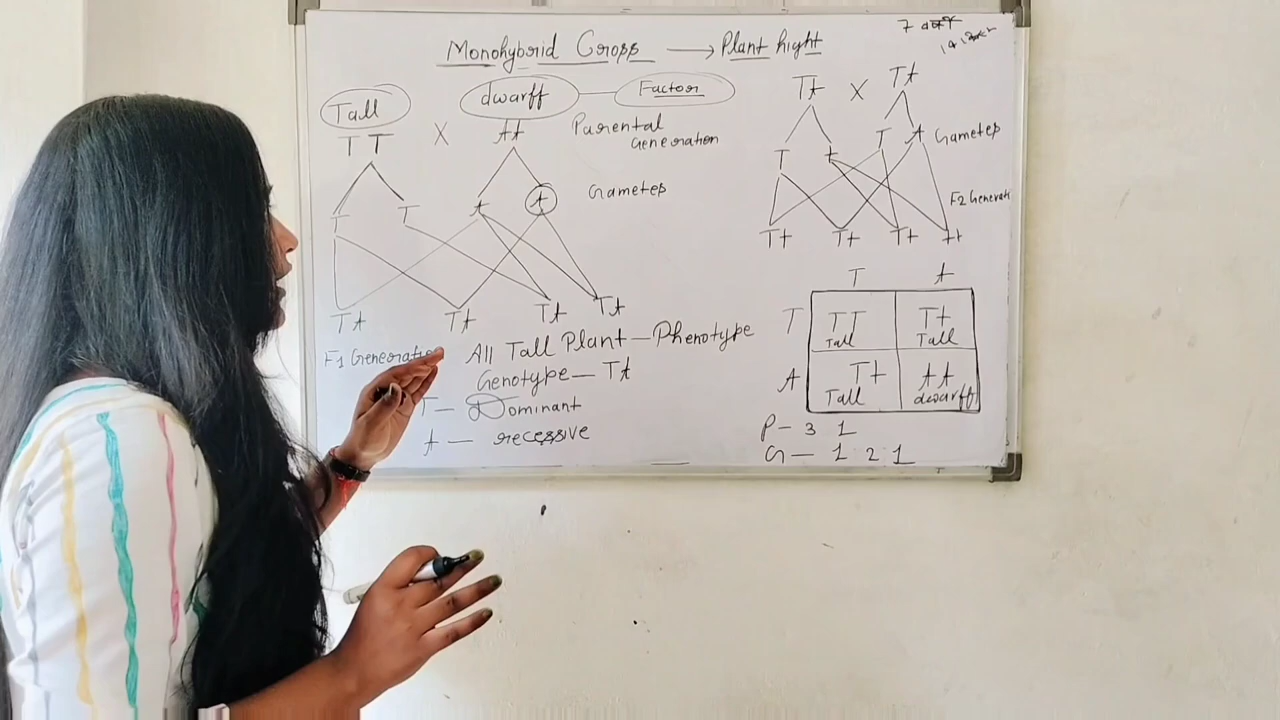 Monohybrid Cross → Plant hight
Tall dwarff — Factor
TT X tt Parental
Generation
T T t t Gametes
Tt Tt Tt Tt
F1 Generation
All Tall Plant — Phenotype
Genotype — Tt
T — Dominant
t — recessive
Tt X Tt
T t T t Gametes
F2 Generati
Tt Tt Tt tt
T t
T TT Tt
Tall Tall
t Tt tt
Tall dwarff
P — 3 1
G — 1 2 1